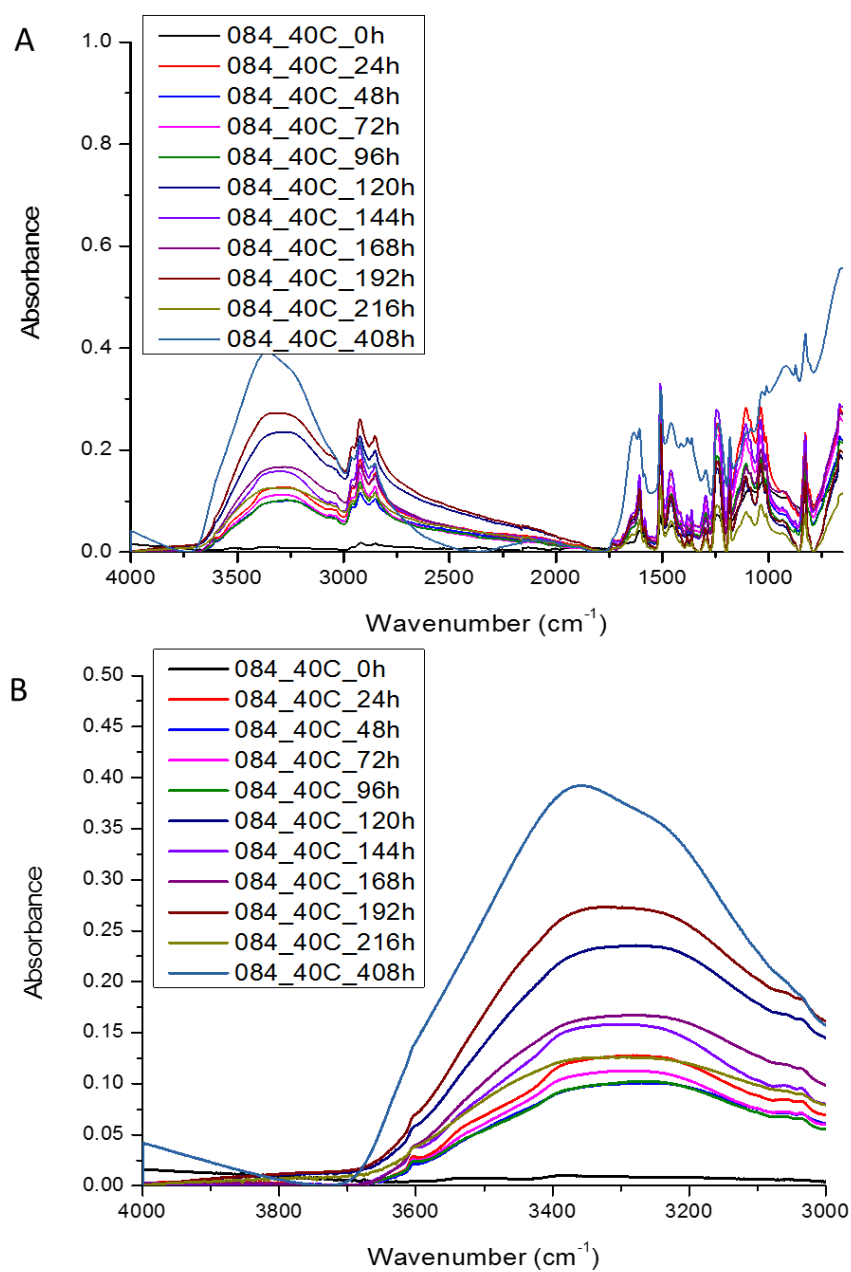 A
1.0
0.8
0.6
0.4
0.2
0.0
Absorbance
084_40C_0h
084_40C_24h
084_40C_48h
084_40C_72h
084_40C_96h
084_40C_120h
084_40C_144h
084_40C_168h
084_40C_192h
084_40C_216h
084_40C_408h
4000 3500 3000 2500 2000 1500 1000
Wavenumber (cm⁻¹)
B
0.50
0.45
0.40
0.35
0.30
0.25
0.20
0.15
0.10
0.05
0.00
Absorbance
084_40C_0h
084_40C_24h
084_40C_48h
084_40C_72h
084_40C_96h
084_40C_120h
084_40C_144h
084_40C_168h
084_40C_192h
084_40C_216h
084_40C_408h
4000 3800 3600 3400 3200 3000
Wavenumber (cm⁻¹)